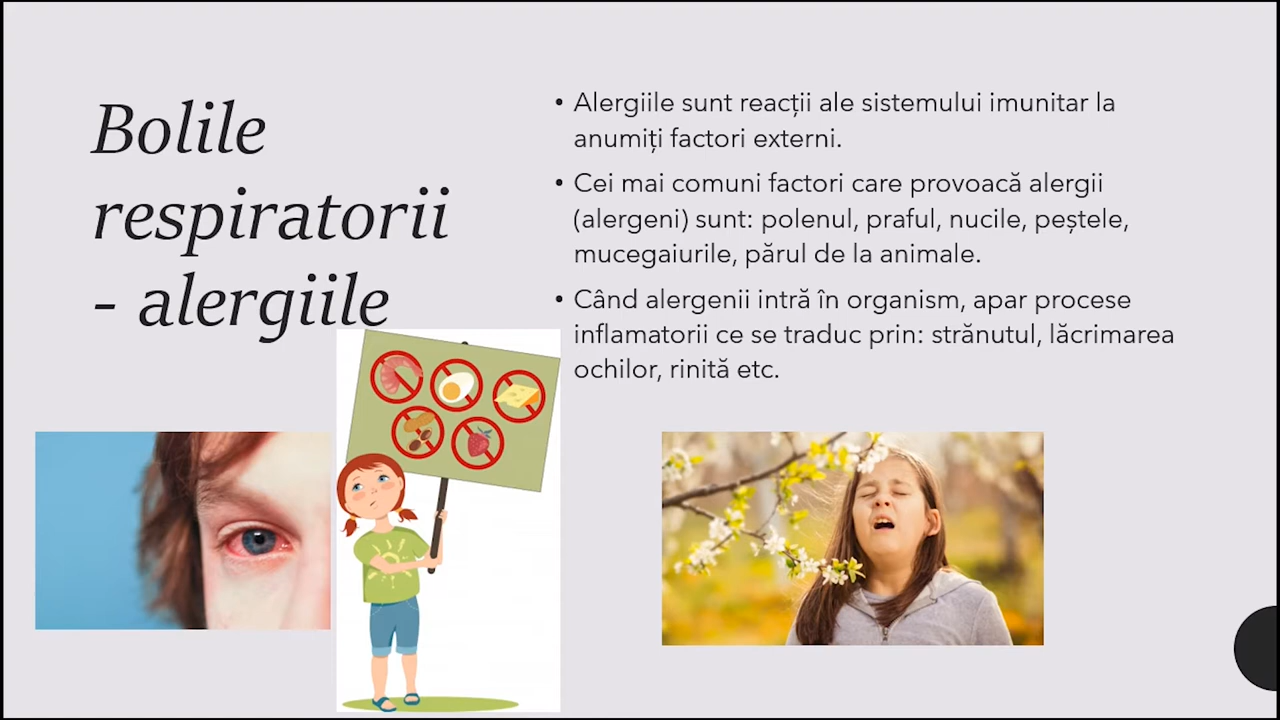 Bolile
respiratorii
- alergiile
• Alergiile sunt reacții ale sistemului imunitar la
anumiți factori externi.
• Cei mai comuni factori care provoacă alergii
(alergeni) sunt: polenul, praful, nucile, peștele,
mucegaiurile, părul de la animale.
• Când alergenii intră în organism, apar procese
inflamatorii ce se traduc prin: strănutul, lăcrimarea
ochilor, rinită etc.